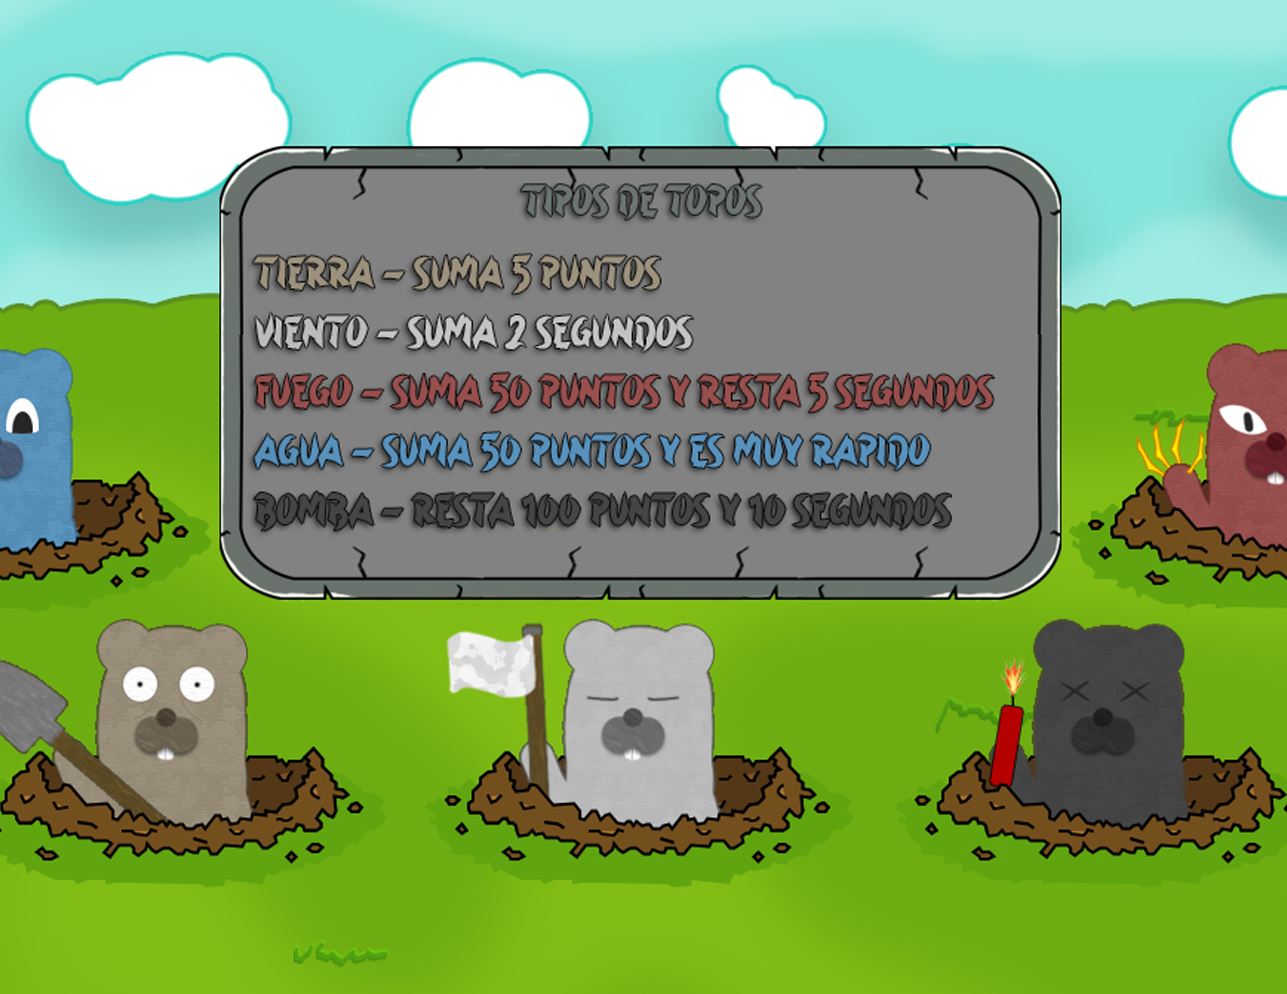 TIPOS DE TOPOS
TIERRA - SUMA 5 PUNTOS
VIENTO - SUMA 2 SEGUNDOS
FUEGO - SUMA 50 PUNTOS Y RESTA 5 SEGUNDOS
AGUA - SUMA 50 PUNTOS Y ES MUY RAPIDO
BOMBA - RESTA 100 PUNTOS Y 10 SEGUNDOS